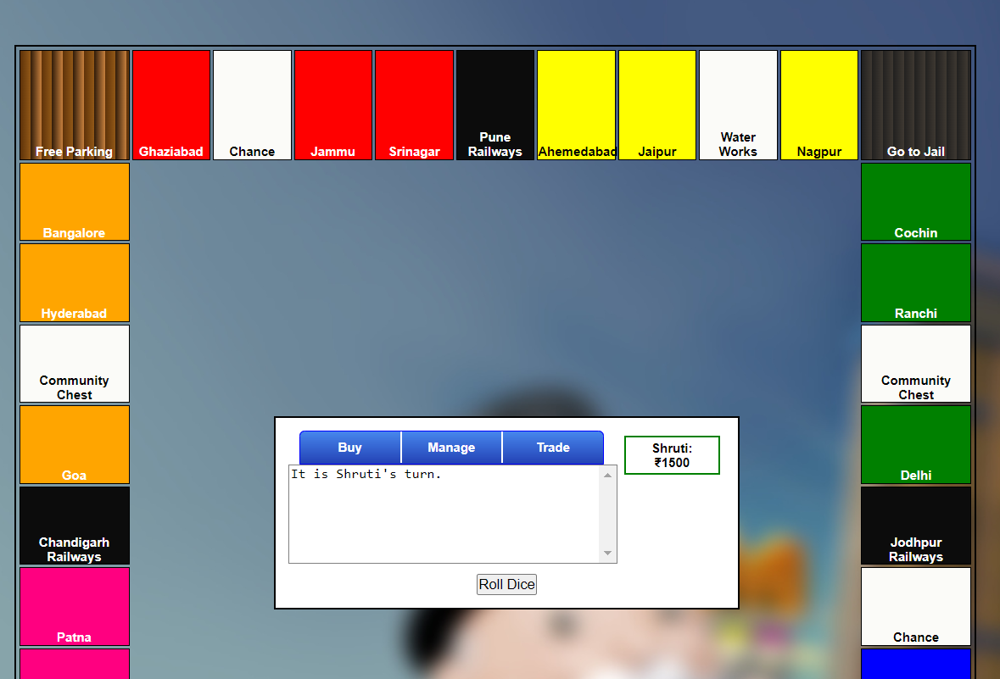 Free Parking
Ghaziabad
Chance
Jammu
Srinagar
Pune
Railways
Ahemedabad
Jaipur
Water
Works
Nagpur
Go to Jail
Bangalore
Cochin
Hyderabad
Ranchi
Community
Chest
Community
Chest
Goa
Delhi
Chandigarh
Railways
Jodhpur
Railways
Patna
Chance
Buy
Manage
Trade
Shruti:
₹1500
It is Shruti's turn.
Roll Dice